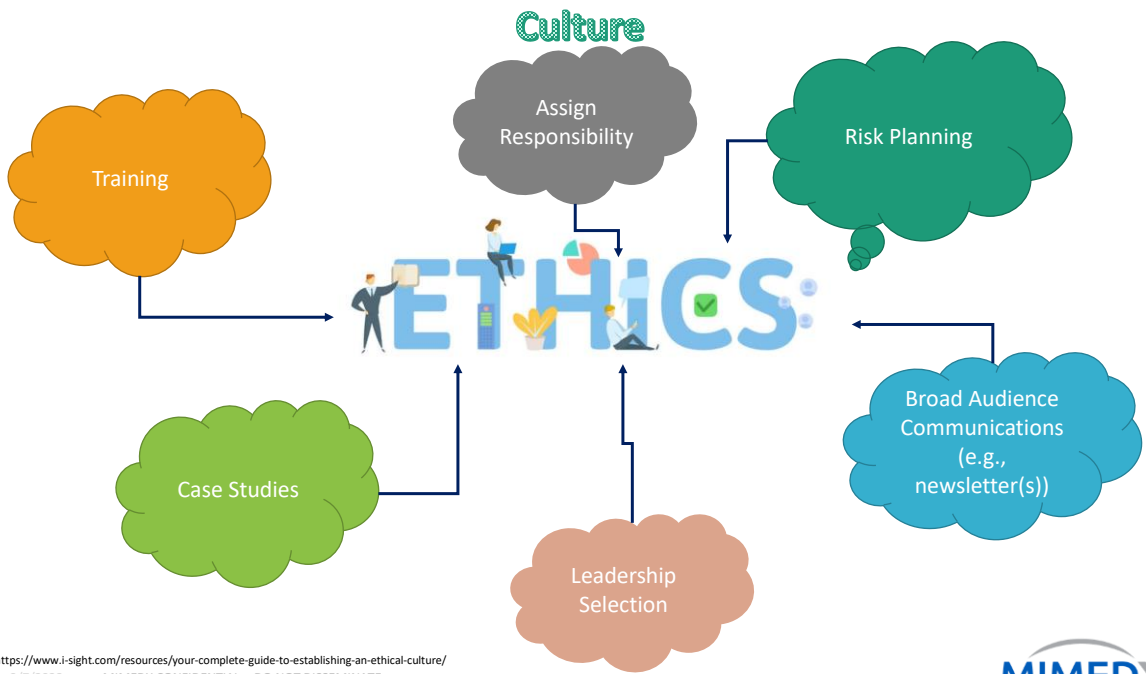 Culture
Assign
Responsibility
Risk Planning
Training
ETHICS
Broad Audience
Communications
(e.g.,
newsletter(s))
Case Studies
Leadership
Selection
ttps://www.i-sight.com/resources/your-complete-guide-to-establishing-an-ethical-culture/
MIMEDX